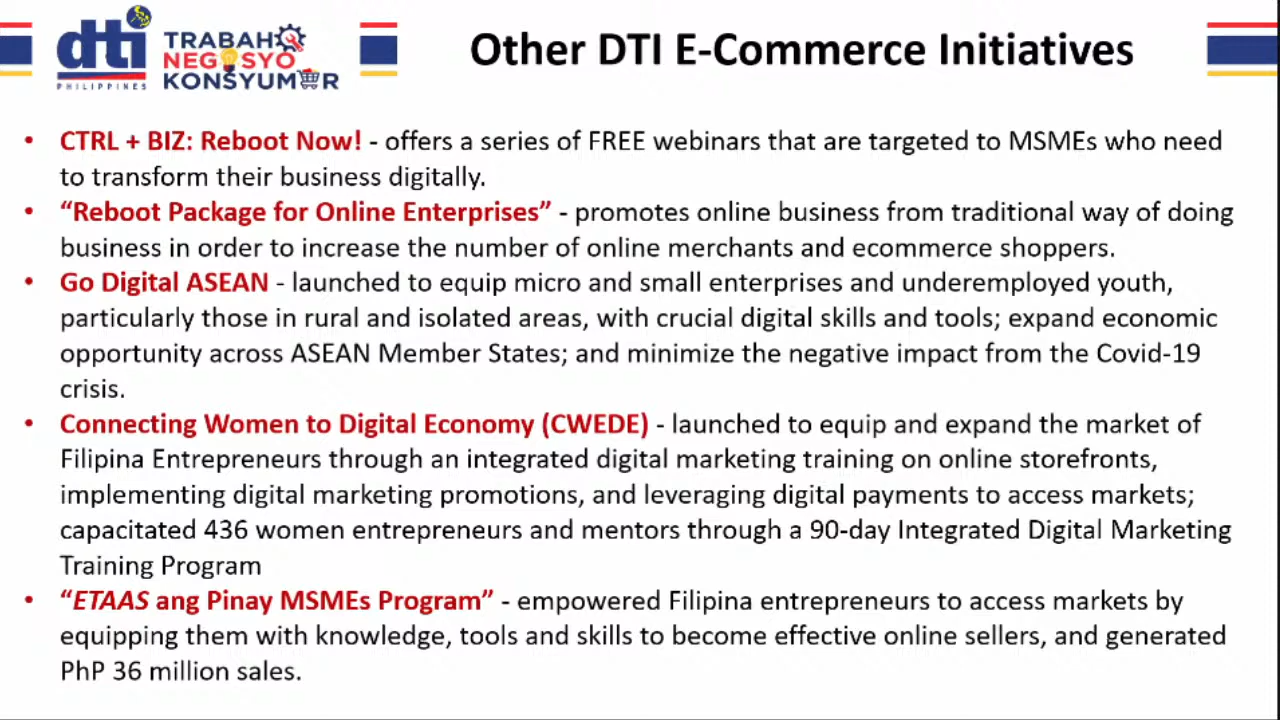 dti
PHILIPPINES
TRABAHO
NEGOSYO
KONSYUMER
Other DTI E-Commerce Initiatives
• CTRL + BIZ: Reboot Now! - offers a series of FREE webinars that are targeted to MSMEs who need
to transform their business digitally.
• “Reboot Package for Online Enterprises” - promotes online business from traditional way of doing
business in order to increase the number of online merchants and ecommerce shoppers.
• Go Digital ASEAN - launched to equip micro and small enterprises and underemployed youth,
particularly those in rural and isolated areas, with crucial digital skills and tools; expand economic
opportunity across ASEAN Member States; and minimize the negative impact from the Covid-19
crisis.
• Connecting Women to Digital Economy (CWEDE) - launched to equip and expand the market of
Filipina Entrepreneurs through an integrated digital marketing training on online storefronts,
implementing digital marketing promotions, and leveraging digital payments to access markets;
capacitated 436 women entrepreneurs and mentors through a 90-day Integrated Digital Marketing
Training Program
• “ETAAS ang Pinay MSMEs Program” - empowered Filipina entrepreneurs to access markets by
equipping them with knowledge, tools and skills to become effective online sellers, and generated
PhP 36 million sales.